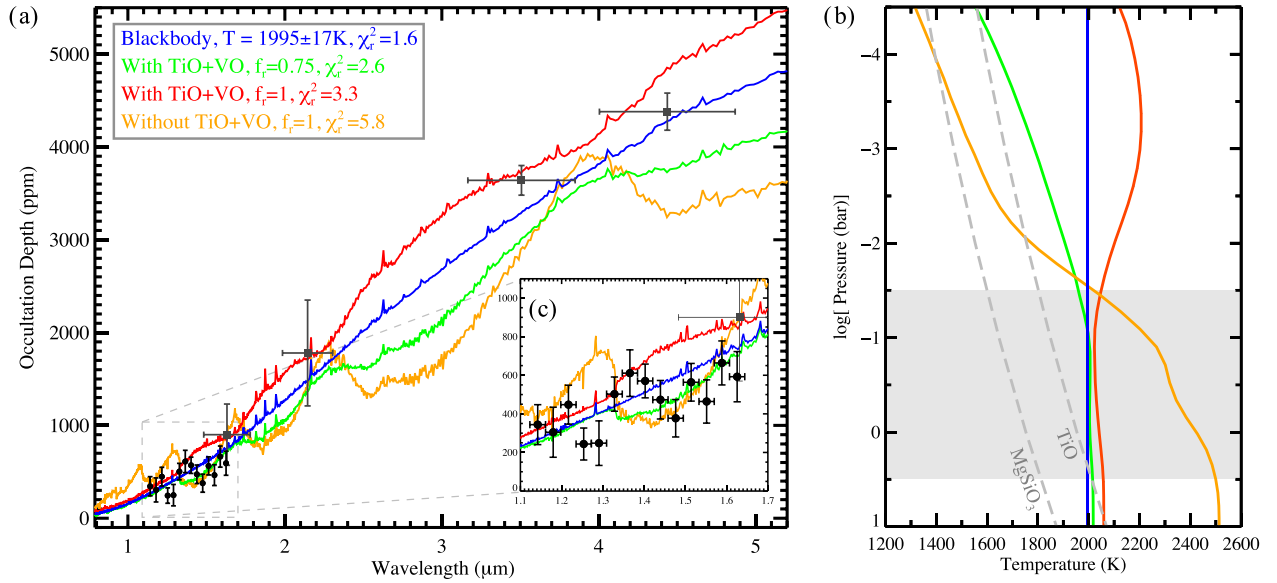 (a)
Blackbody, T = 1995±17K, χ²ᵣ=1.6
With TiO+VO, fᵣ=0.75, χ²ᵣ=2.6
With TiO+VO, fᵣ=1, χ²ᵣ=3.3
Without TiO+VO, fᵣ=1, χ²ᵣ=5.8
Occultation Depth (ppm)
5000
4000
3000
2000
1000
0
1 2 3 4 5
Wavelength (μm)
(c)
1000
800
600
400
200
0
1.1 1.2 1.3 1.4 1.5 1.6 1.7
(b)
log[ Pressure (bar)]
-4
-3
-2
-1
0
1
MgSiO₃
TiO
1200 1400 1600 1800 2000 2200 2400 2600
Temperature (K)